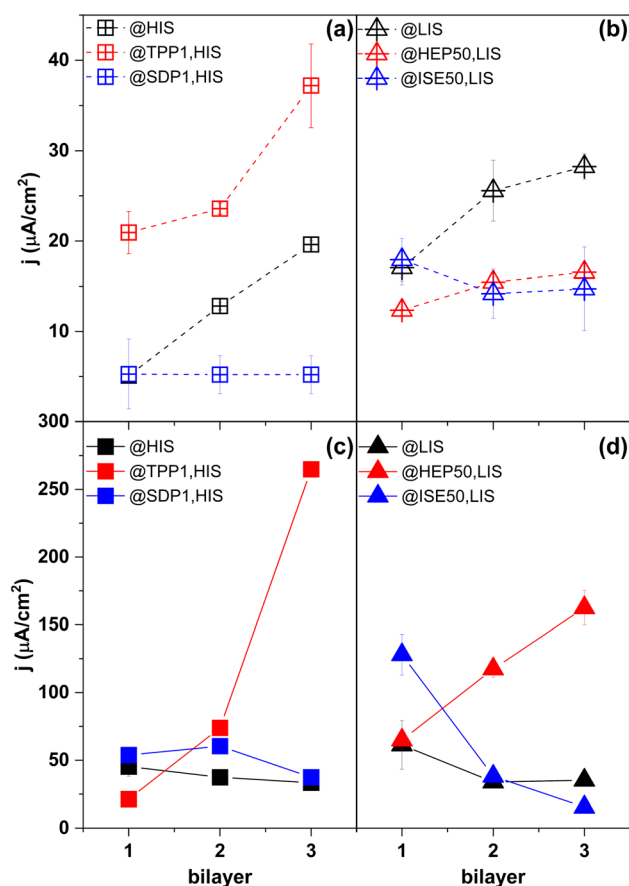 @HIS
@TPP1,HIS
@SDP1,HIS
(a)
@LIS
@HEP50,LIS
@ISE50,LIS
(b)
40
30
20
10
j (μA/cm²)
@HIS
@TPP1,HIS
@SDP1,HIS
(c)
@LIS
@HEP50,LIS
@ISE50,LIS
(d)
300
250
200
150
100
50
0
j (μA/cm²)
1 2 3
1 2 3
bilayer
bilayer